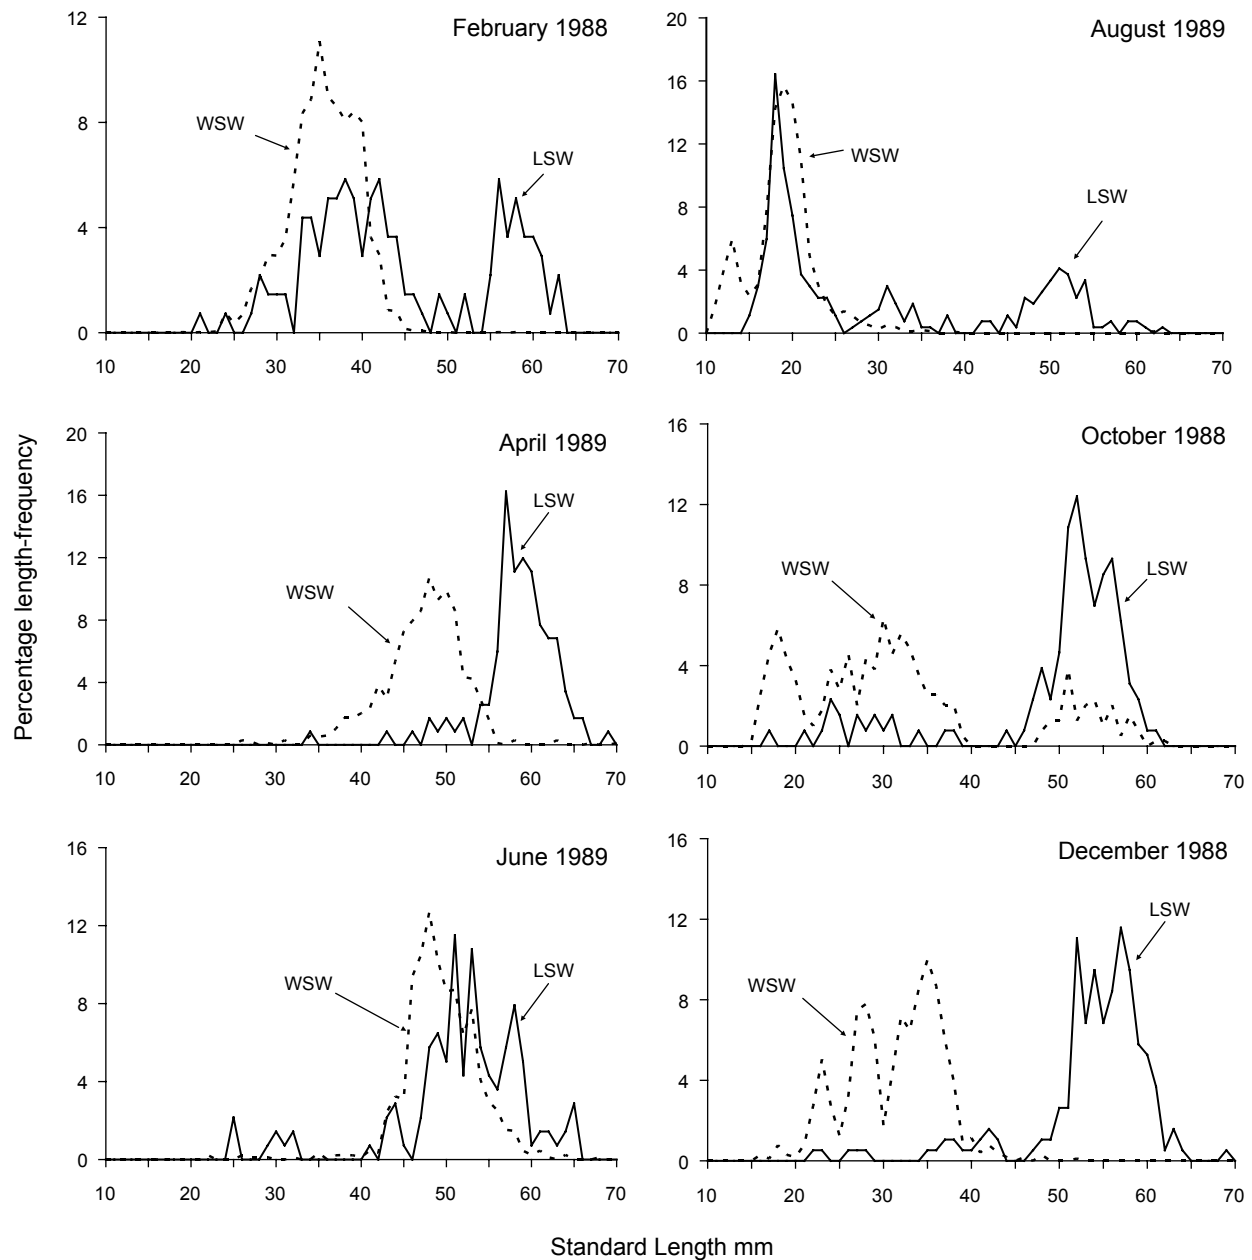 February 1988
12
8
4
0
WSW
LSW
10 20 30 40 50 60 70
August 1989
20
16
12
8
4
0
WSW
LSW
10 20 30 40 50 60 70
Percentage length-frequency
April 1989
20
16
12
8
4
0
WSW
LSW
10 20 30 40 50 60 70
October 1988
16
12
8
4
0
WSW
LSW
10 20 30 40 50 60 70
June 1989
16
12
8
4
0
WSW
LSW
10 20 30 40 50 60 70
December 1988
16
12
8
4
0
WSW
LSW
10 20 30 40 50 60 70
Standard Length mm